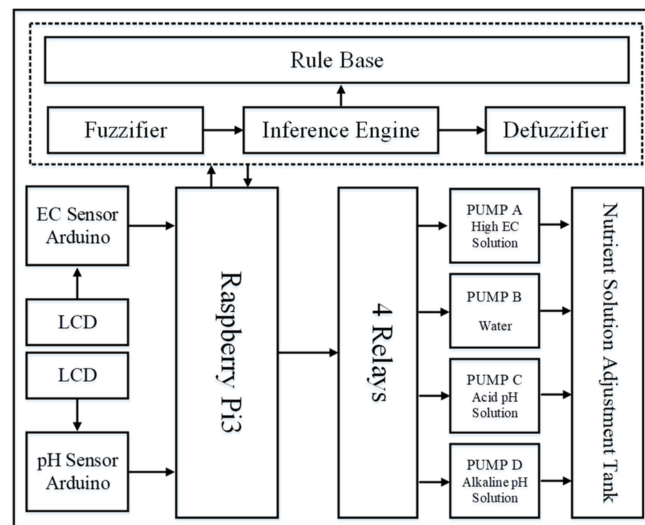 Rule Base
Fuzzifier
Inference Engine
Defuzzifier
EC Sensor
Arduino
LCD
LCD
pH Sensor
Arduino
Raspberry Pi3
4 Relays
PUMP A
High EC
Solution
PUMP B
Water
PUMP C
Acid pH
Solution
PUMP D
Alkaline pH
Solution
Nutrient Solution Adjustment Tank